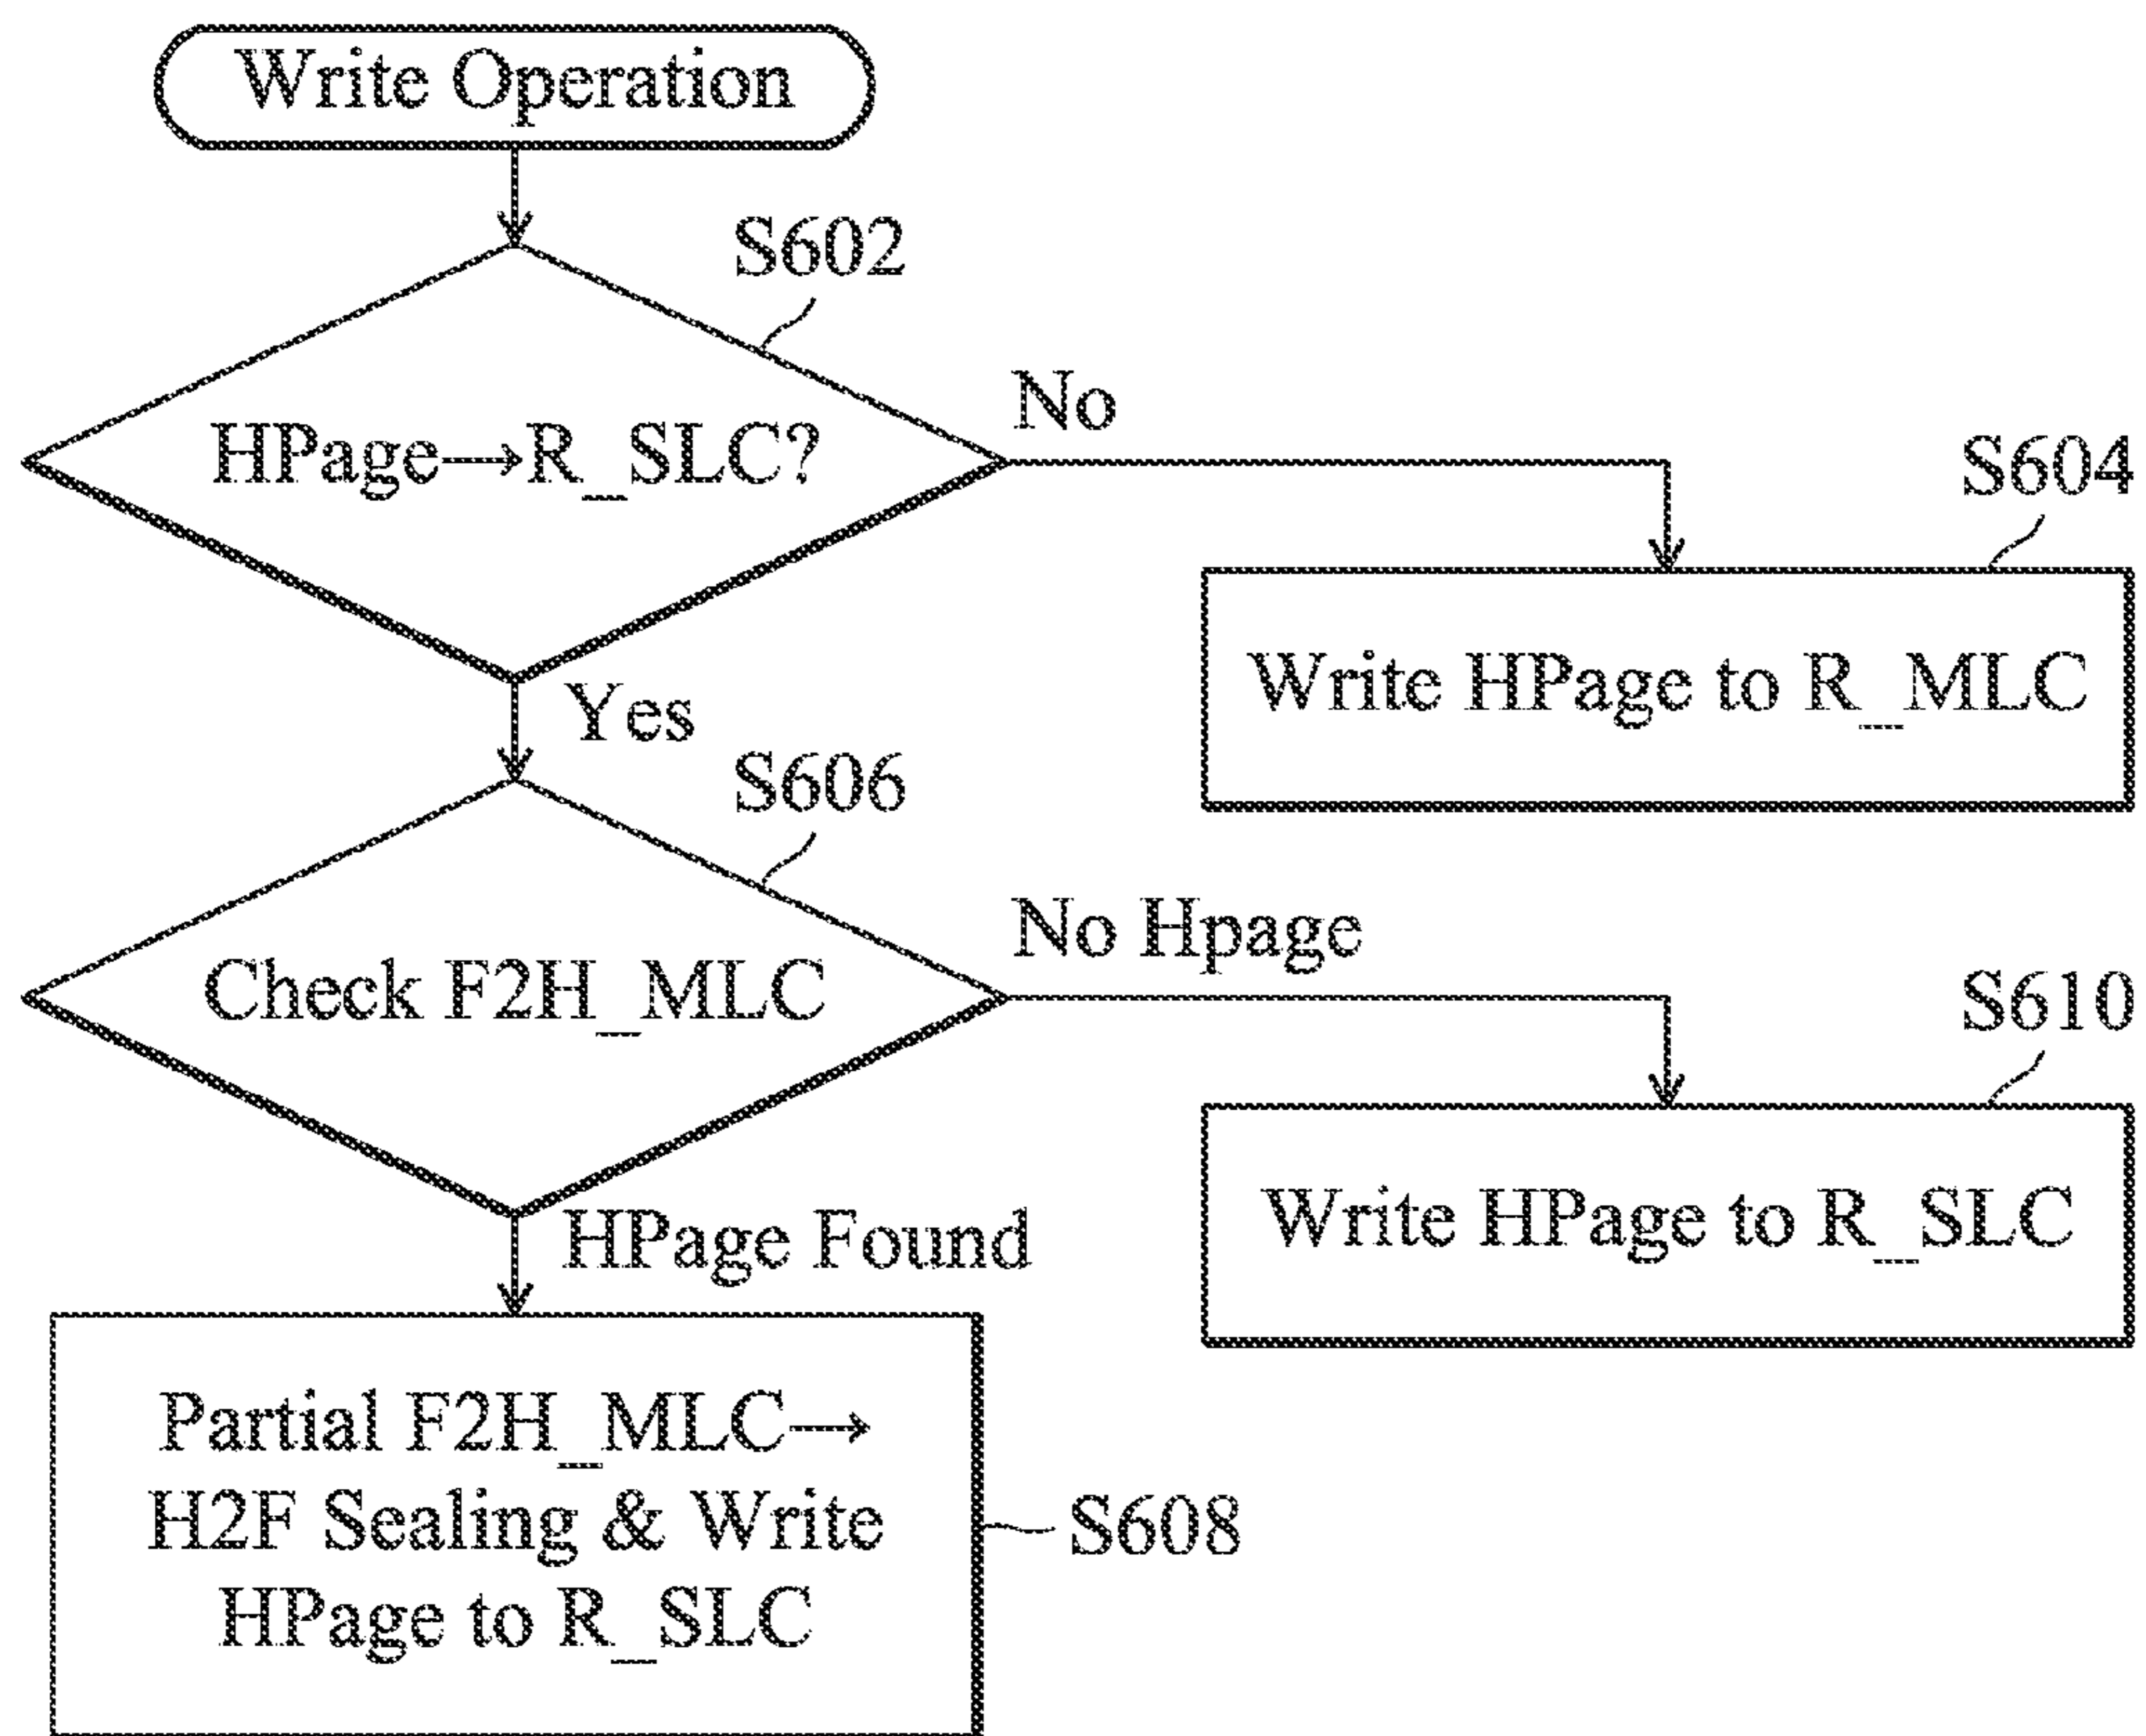 Write Operation
S602
HPage→R_SLC?
No
S604
Write HPage to R_MLC
Yes
S606
Check F2H_MLC
No Hpage
S610
Write HPage to R_SLC
HPage Found
Partial F2H_MLC→
H2F Sealing & Write
HPage to R_SLC
S608